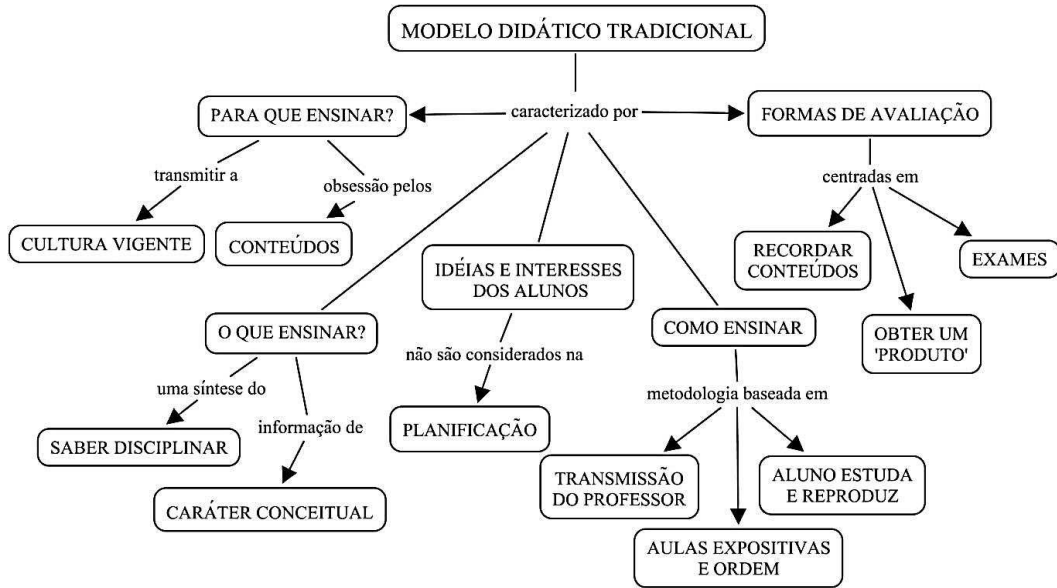 MODELO DIDÁTICO TRADICIONAL
PARA QUE ENSINAR?
caracterizado por
FORMAS DE AVALIAÇÃO
transmitir a
obsessão pelos
centradas em
CULTURA VIGENTE
CONTEÚDOS
RECORDAR
CONTEÚDOS
EXAMES
IDÉIAS E INTERESSES
DOS ALUNOS
O QUE ENSINAR?
COMO ENSINAR
OBTER UM
'PRODUTO'
não são considerados na
uma síntese do
metodologia baseada em
informação de
PLANIFICAÇÃO
SABER DISCIPLINAR
TRANSMISSÃO
DO PROFESSOR
ALUNO ESTUDA
E REPRODUZ
CARÁTER CONCEITUAL
AULAS EXPOSITIVAS
E ORDEM